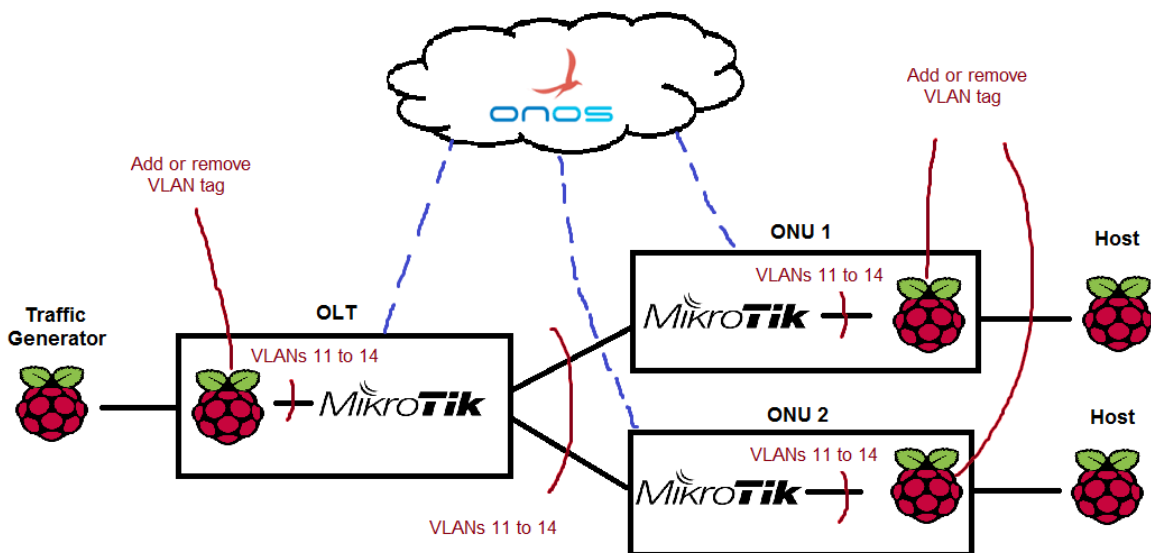 onos
Add or remove
VLAN tag
Add or remove
VLAN tag
ONU 1
Host
VLANs 11 to 14
MikroTik
OLT
Traffic
Generator
VLANs 11 to 14
MikroTik
ONU 2
Host
VLANs 11 to 14
MikroTik
VLANs 11 to 14